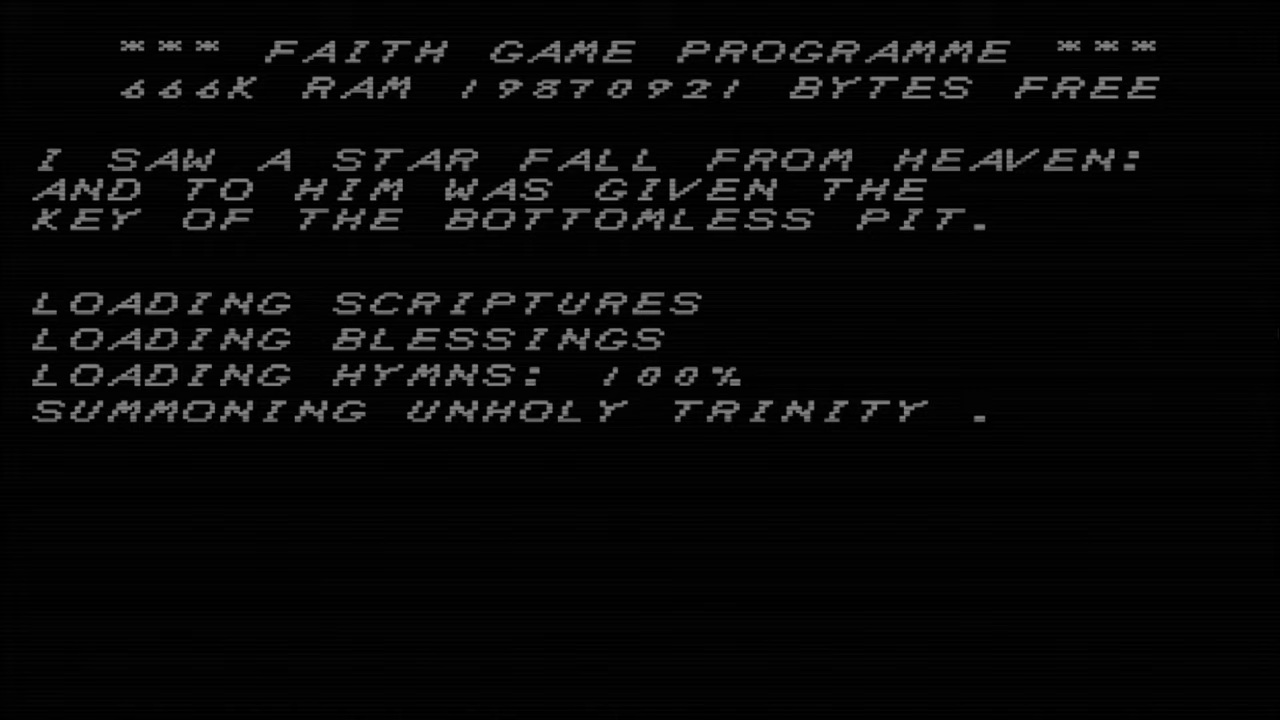 *** FAITH GAME PROGRAMME ***
666K RAM 19870921 BYTES FREE
I SAW A STAR FALL FROM HEAVEN:
AND TO HIM WAS GIVEN THE
KEY OF THE BOTTOMLESS PIT.
LOADING SCRIPTURES
LOADING BLESSINGS
LOADING HYMNS: 100%
SUMMONING UNHOLY TRINITY .